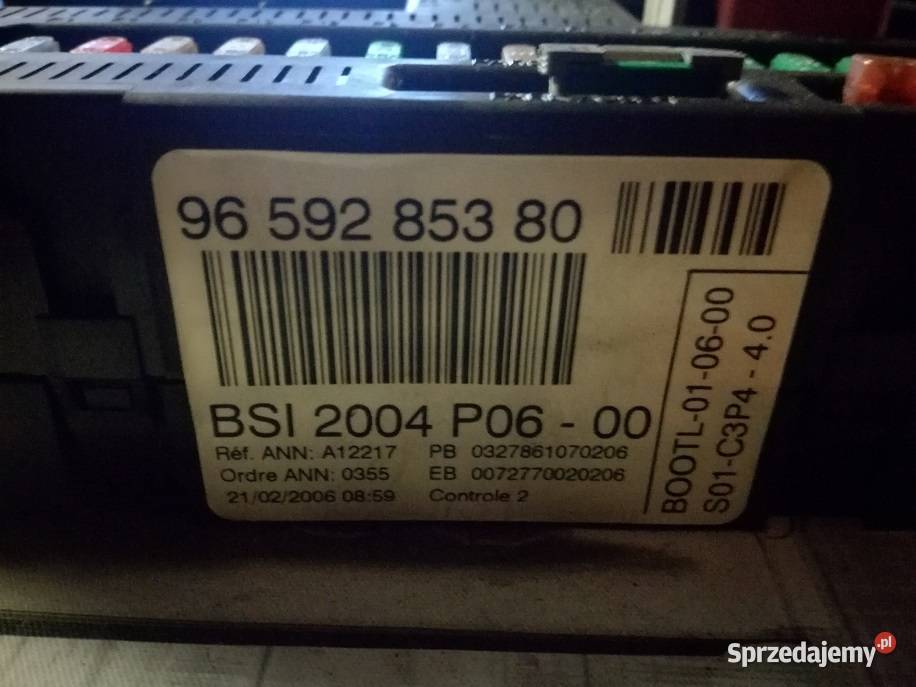 96 592 853 80
BSI 2004 P06 - 00
Réf. ANN: A12217 PB 0327861070206
Ordre ANN: 0355 EB 0072770020206
21/02/2006 08:59 Controle 2
BOOTL-01-06-00
S01-C3P4 - 4.0
Sprzedajemy.pl